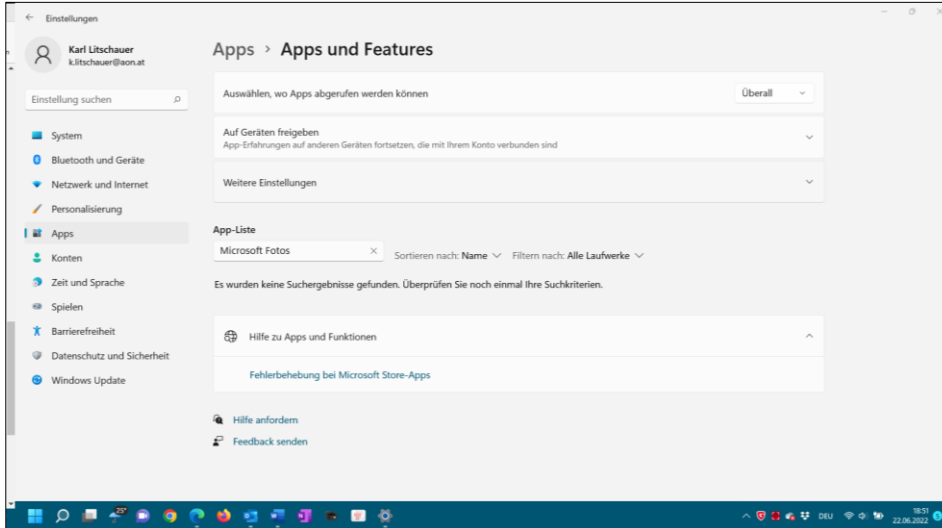 Einstellungen
Karl Litschauer
k.litschauer@aon.at
Einstellung suchen
System
Bluetooth und Geräte
Netzwerk und Internet
Personalisierung
Apps
Konten
Zeit und Sprache
Spielen
Barrierefreiheit
Datenschutz und Sicherheit
Windows Update
Apps › Apps und Features
Auswählen, wo Apps abgerufen werden können
Überall
Auf Geräten freigeben
App-Erfahrungen auf anderen Geräten fortsetzen, die mit Ihrem Konto verbunden sind
Weitere Einstellungen
App-Liste
Microsoft Fotos
Sortieren nach: Name
Filtern nach: Alle Laufwerke
Es wurden keine Suchergebnisse gefunden. Überprüfen Sie noch einmal Ihre Suchkriterien.
Hilfe zu Apps und Funktionen
Fehlerbehebung bei Microsoft Store-Apps
Hilfe anfordern
Feedback senden
25°
DEU
18:51
22.06.2022